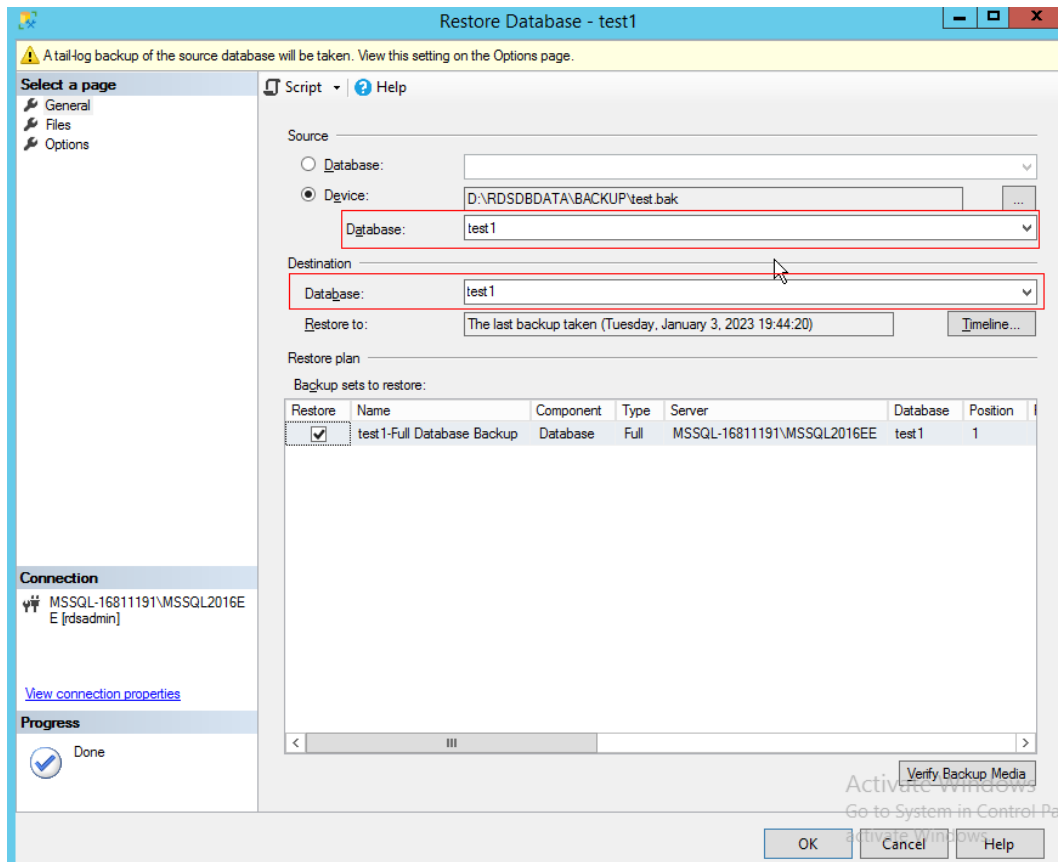 Restore Database - test1
A tail-log backup of the source database will be taken. View this setting on the Options page.
Select a page
General
Files
Options
Script
Help
Source
Database:
Device:
D:\RDSDBDATA\BACKUP\test.bak
...
Database:
test1
Destination
Database:
test1
Restore to:
The last backup taken (Tuesday, January 3, 2023 19:44:20)
Timeline...
Restore plan
Backup sets to restore:
Restore Name Component Type Server Database Position
test1-Full Database Backup Database Full MSSQL-16811191\MSSQL2016EE test1 1
Connection
MSSQL-16811191\MSSQL2016E
E [rdsadmin]
View connection properties
Progress
Done
Verify Backup Media
Activate Windows
Go to System in Control Pa
activate Windows.
OK
Cancel
Help